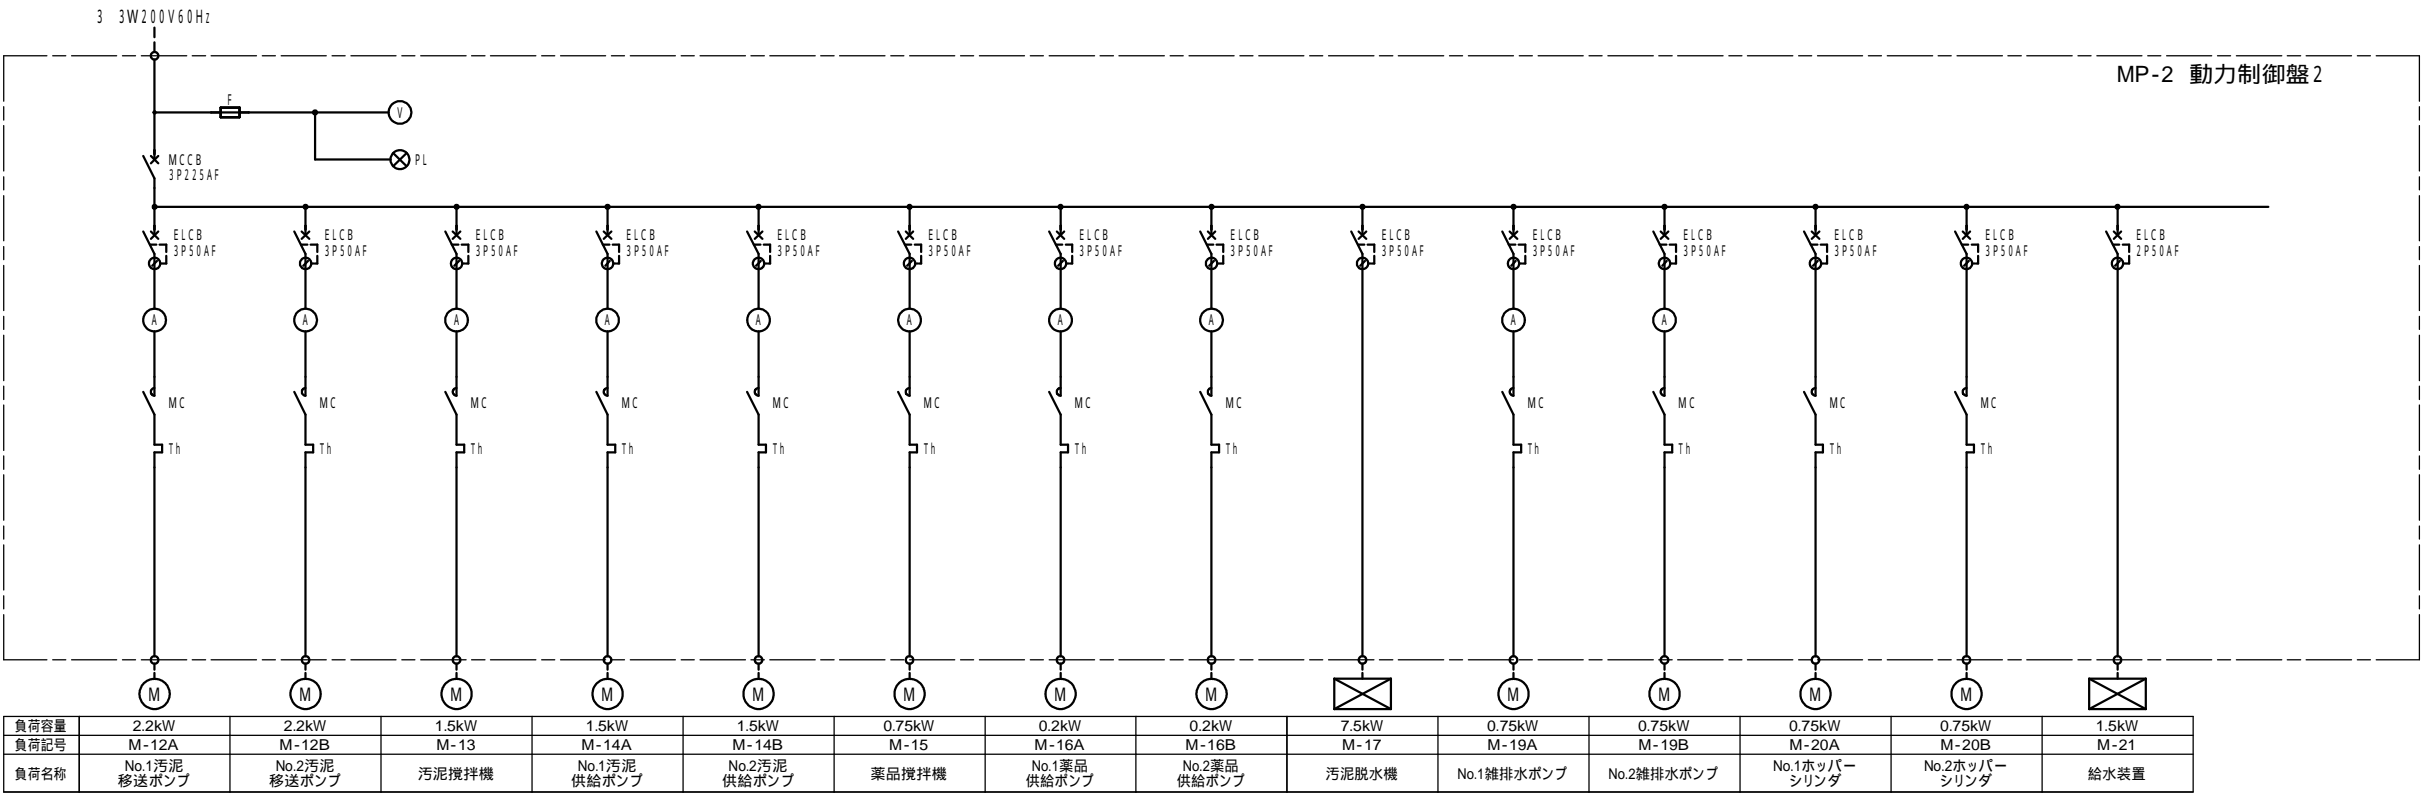 3 3W200V60Hz
MP-2 動力制御盤2
F
V
PL
MCCB
3P225AF
ELCB ELCB ELCB ELCB ELCB ELCB ELCB ELCB ELCB ELCB ELCB ELCB ELCB ELCB
3P50AF 3P50AF 3P50AF 3P50AF 3P50AF 3P50AF 3P50AF 3P50AF 3P50AF 3P50AF 3P50AF 3P50AF 3P50AF 2P50AF
A A A A A A A A A A
MC MC MC MC MC MC MC MC MC MC MC MC
Th Th Th Th Th Th Th Th Th Th Th Th
M M M M M M M M M M M M
負荷容量 2.2kW 2.2kW 1.5kW 1.5kW 1.5kW 0.75kW 0.2kW 0.2kW 7.5kW 0.75kW 0.75kW 0.75kW 0.75kW 1.5kW
負荷記号 M-12A M-12B M-13 M-14A M-14B M-15 M-16A M-16B M-17 M-19A M-19B M-20A M-20B M-21
負荷名称
No.1汚泥
移送ポンプ
No.2汚泥
移送ポンプ
汚泥撹拌機
No.1汚泥
供給ポンプ
No.2汚泥
供給ポンプ
薬品撹拌機
No.1薬品
供給ポンプ
No.2薬品
供給ポンプ
汚泥脱水機
No.1雑排水ポンプ
No.2雑排水ポンプ
No.1ホッパー
シリンダ
No.2ホッパー
シリンダ
給水装置